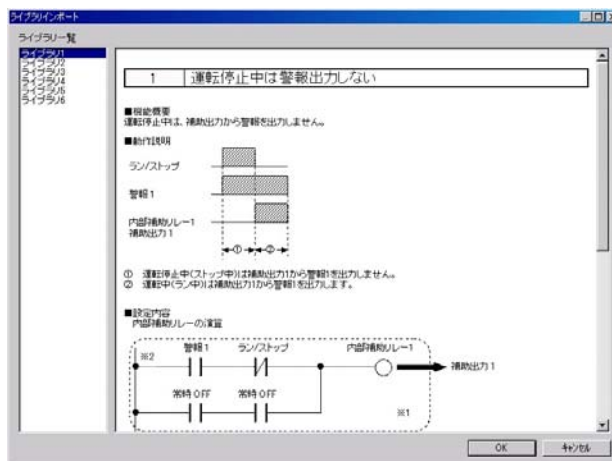 ライブラリインポート
ライブラリ一覧
ライブラリ1
ライブラリ2
ライブラリ3
ライブラリ4
ライブラリ5
ライブラリ6
1 運転停止中は警報出力しない
■機能概要
運転停止中は、補助出力から警報を出力しません。
■動作説明
ラン/ストップ
警報1
内部補助リレー1
補助出力1
① ②
① 運転停止中(ストップ中)は補助出力1から警報1を出力しません。
② 運転中(ラン中)は補助出力1から警報1を出力します。
■設定内容
内部補助リレーの演算
※2 警報1 ラン/ストップ 内部補助リレー1
補助出力1
常時OFF 常時OFF
※1
OK キャンセル